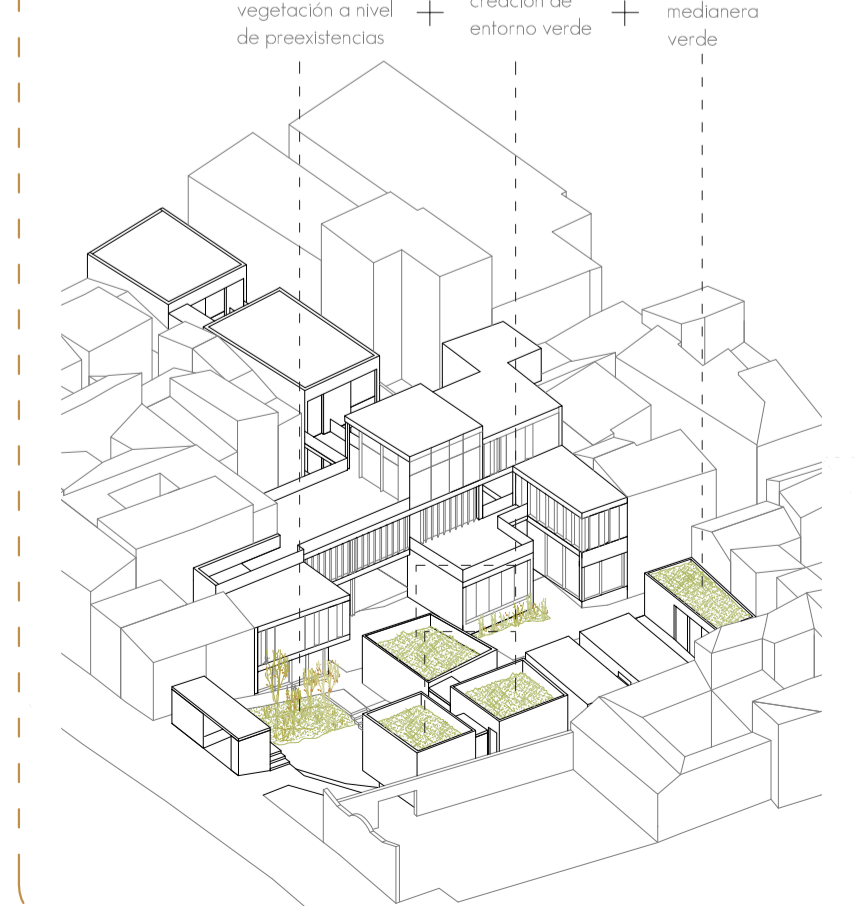 vegetación a nivel
de preexistencias
+
creación de
entorno verde
+
medianera
verde